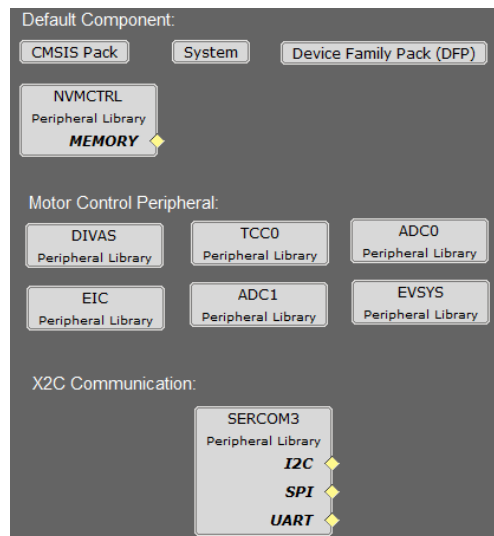 Default Component:
CMSIS Pack
System
Device Family Pack (DFP)
NVMCTRL
Peripheral Library
MEMORY
Motor Control Peripheral:
DIVAS
Peripheral Library
TCC0
Peripheral Library
ADC0
Peripheral Library
EIC
Peripheral Library
ADC1
Peripheral Library
EVSYS
Peripheral Library
X2C Communication:
SERCOM3
Peripheral Library
I2C
SPI
UART